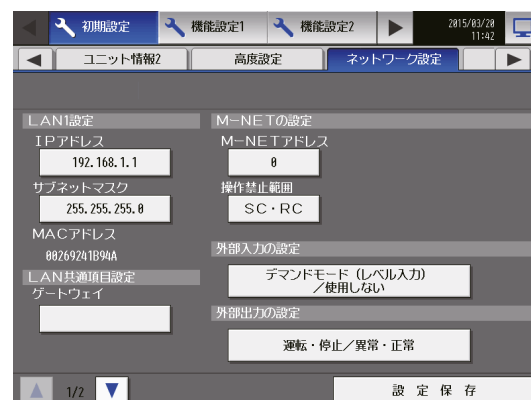 初期設定
機能設定1
機能設定2
2015/03/20
11:42
ユニット情報2
高度設定
ネットワーク設定
LAN1設定
IPアドレス
192.168.1.1
サブネットマスク
255.255.255.0
MACアドレス
00269241B94A
LAN共通項目設定
ゲートウェイ
M-NETの設定
M-NETアドレス
0
操作禁止範囲
SC・RC
外部入力の設定
デマンドモード(レベル入力)
/使用しない
外部出力の設定
運転・停止/異常・正常
1/2
設 定 保 存